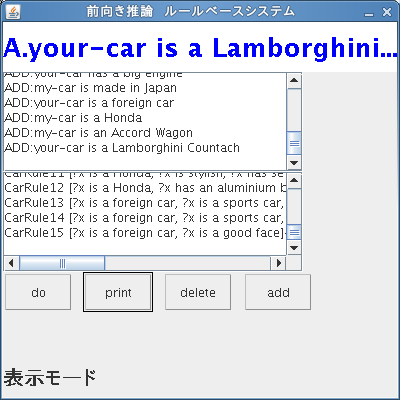 前向き推論 ルールベースシステム
A.your-car is a Lamborghini...
ADD:your-car has a big engine
ADD:my-car is made in Japan
ADD:your-car is a foreign car
ADD:my-car is a Honda
ADD:my-car is an Accord Wagon
ADD:your-car is a Lamborghini Countach
CarRule11 [?x is a Honda, ?x is stylish, ?x has se
CarRule12 [?x is a Honda, ?x has an aluminium b
CarRule13 [?x is a foreign car, ?x is a sports car,
CarRule14 [?x is a foreign car, ?x is a sports car,
CarRule15 [?x is a foreign car, ?x is a good face]-
do print delete add
表示モード